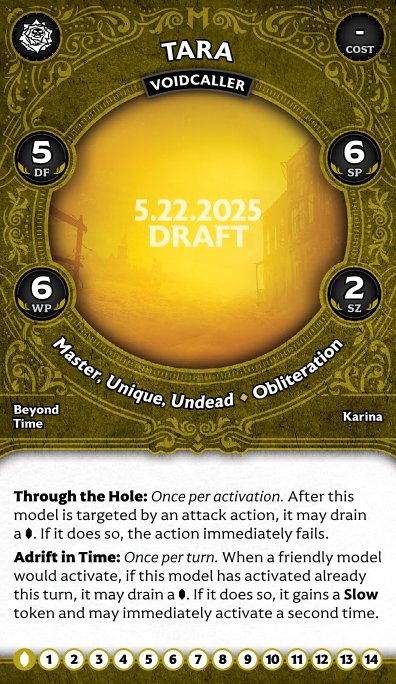 -
COST
TARA
VOIDCALLER
5
DF
6
SP
5.22.2025
DRAFT
6
WP
2
SZ
Master, Unique, Undead ◆ Obliteration
Beyond
Time
Karina
Through the Hole: Once per activation. After this
model is targeted by an attack action, it may drain
a ⬮. If it does so, the action immediately fails.
Adrift in Time: Once per turn. When a friendly model
would activate, if this model has activated already
this turn, it may drain a ⬮. If it does so, it gains a Slow
token and may immediately activate a second time.
1 2 3 4 5 6 7 8 9 10 11 12 13 14